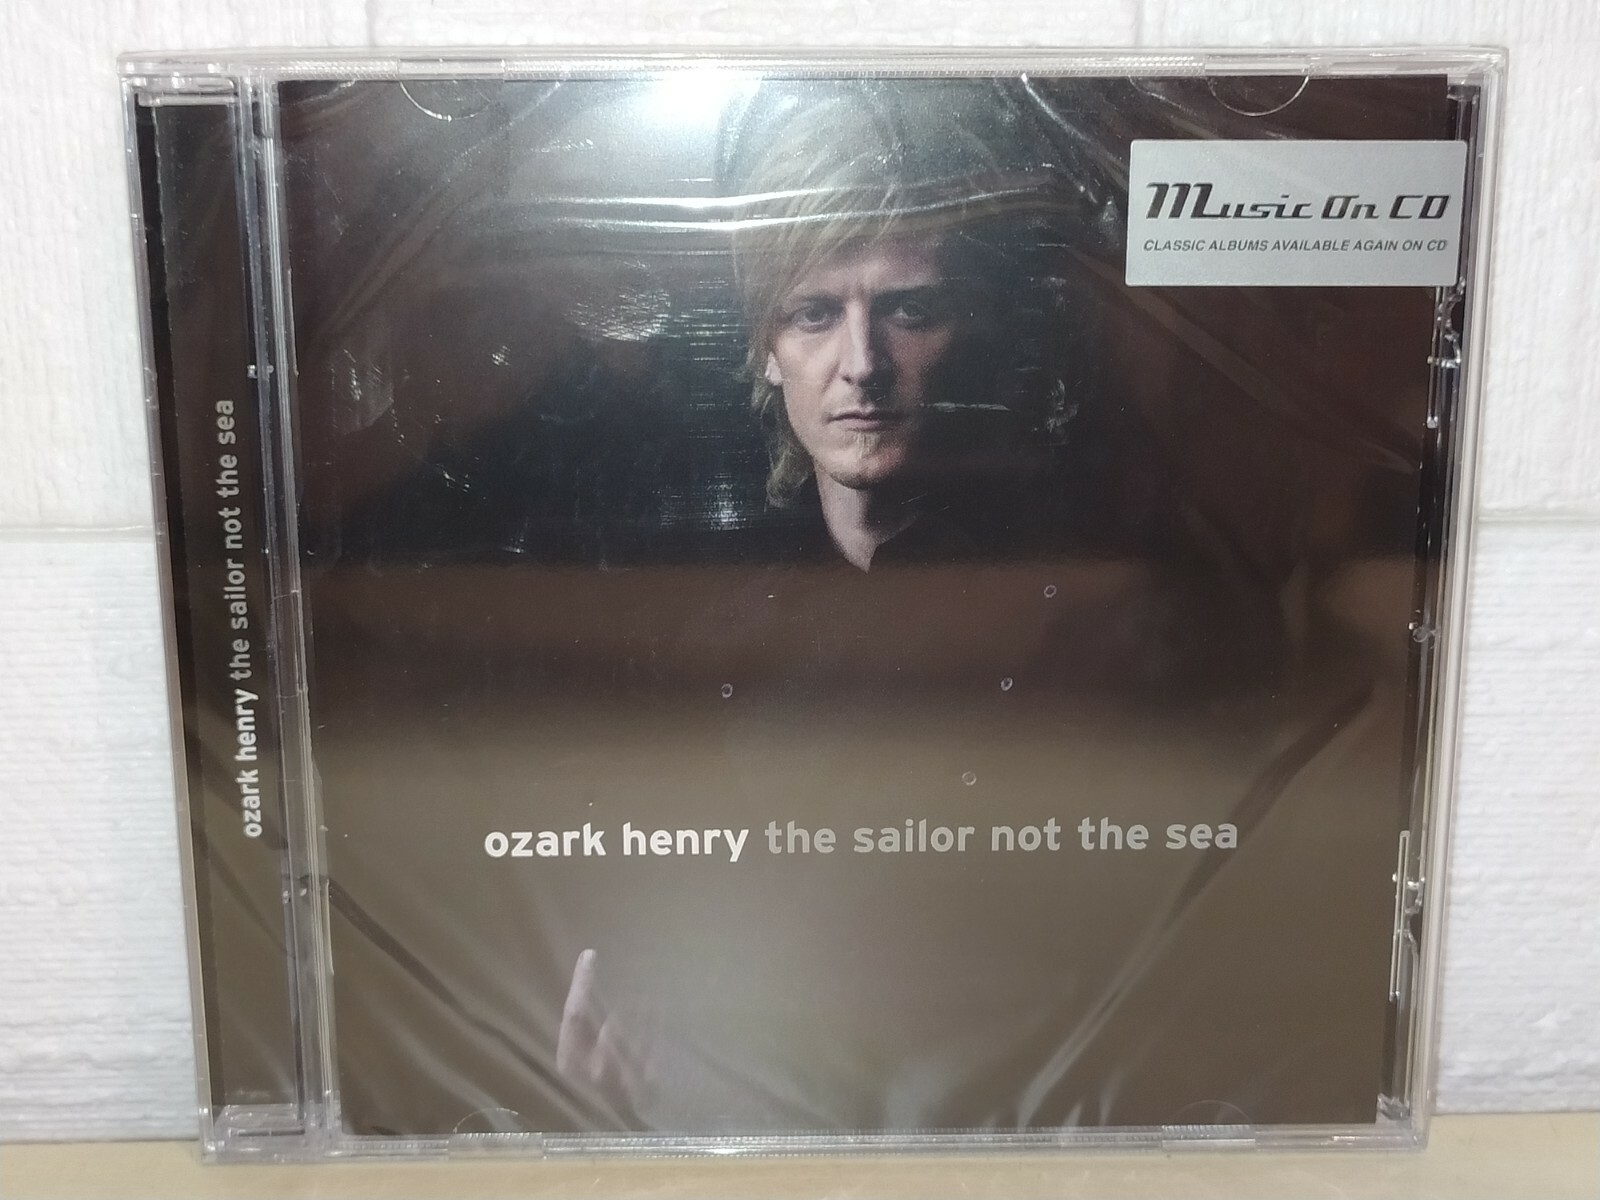 Music On CD
CLASSIC ALBUMS AVAILABLE AGAIN ON CD
ozark henry the sailor not the sea
ozark henry the sailor not the sea